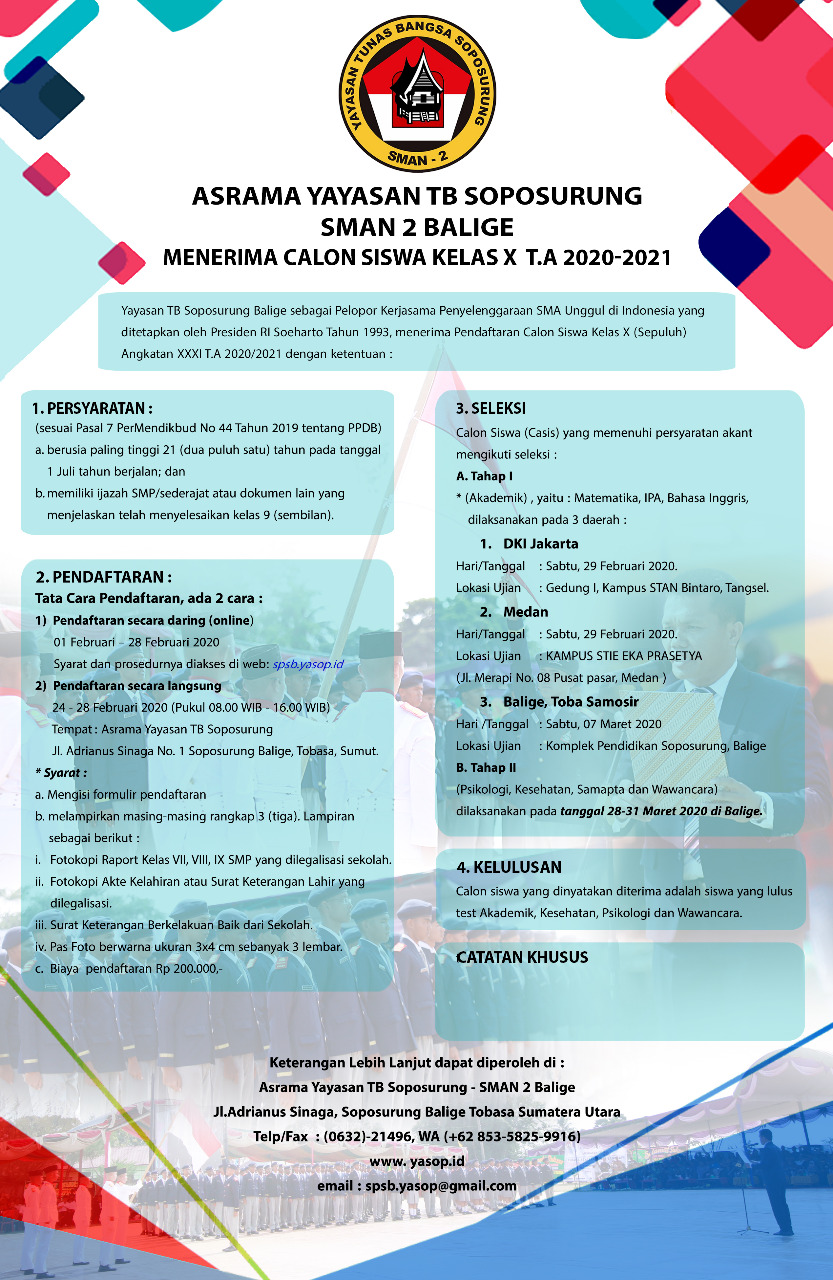 YAYASAN TUNAS BANGSA SOPOSURUNG
SMAN - 2
ASRAMA YAYASAN TB SOPOSURUNG
SMAN 2 BALIGE
MENERIMA CALON SISWA KELAS X T.A 2020-2021
Yayasan TB Soposurung Balige sebagai Pelopor Kerjasama Penyelenggaraan SMA Unggul di Indonesia yang
ditetapkan oleh Presiden RI Soeharto Tahun 1993, menerima Pendaftaran Calon Siswa Kelas X (Sepuluh)
Angkatan XXXI T.A 2020/2021 dengan ketentuan :
1. PERSYARATAN :
(sesuai Pasal 7 PerMendikbud No 44 Tahun 2019 tentang PPDB)
a. berusia paling tinggi 21 (dua puluh satu) tahun pada tanggal
1 Juli tahun berjalan; dan
b. memiliki ijazah SMP/sederajat atau dokumen lain yang
menjelaskan telah menyelesaikan kelas 9 (sembilan).
2. PENDAFTARAN :
Tata Cara Pendaftaran, ada 2 cara :
1) Pendaftaran secara daring (online)
01 Februari – 28 Februari 2020
Syarat dan prosedurnya diakses di web: spsb.yasop.id
2) Pendaftaran secara langsung
24 - 28 Februari 2020 (Pukul 08.00 WIB - 16.00 WIB)
Tempat : Asrama Yayasan TB Soposurung
Jl. Adrianus Sinaga No. 1 Soposurung Balige, Tobasa, Sumut.
* Syarat :
a. Mengisi formulir pendaftaran
b. melampirkan masing-masing rangkap 3 (tiga). Lampiran
sebagai berikut :
i. Fotokopi Raport Kelas VII, VIII, IX SMP yang dilegalisasi sekolah.
ii. Fotokopi Akte Kelahiran atau Surat Keterangan Lahir yang
dilegalisasi.
iii. Surat Keterangan Berkelakuan Baik dari Sekolah.
iv. Pas Foto berwarna ukuran 3x4 cm sebanyak 3 lembar.
c. Biaya pendaftaran Rp 200.000,-
3. SELEKSI
Calon Siswa (Casis) yang memenuhi persyaratan akant
mengikuti seleksi :
A. Tahap I
* (Akademik) , yaitu : Matematika, IPA, Bahasa Inggris,
dilaksanakan pada 3 daerah :
1. DKI Jakarta
Hari/Tanggal : Sabtu, 29 Februari 2020.
Lokasi Ujian : Gedung I, Kampus STAN Bintaro, Tangsel.
2. Medan
Hari/Tanggal : Sabtu, 29 Februari 2020.
Lokasi Ujian : KAMPUS STIE EKA PRASETYA
(Jl. Merapi No. 08 Pusat pasar, Medan )
3. Balige, Toba Samosir
Hari /Tanggal : Sabtu, 07 Maret 2020
Lokasi Ujian : Komplek Pendidikan Soposurung, Balige
B. Tahap II
(Psikologi, Kesehatan, Samapta dan Wawancara)
dilaksanakan pada tanggal 28-31 Maret 2020 di Balige.
4. KELULUSAN
Calon siswa yang dinyatakan diterima adalah siswa yang lulus
test Akademik, Kesehatan, Psikologi dan Wawancara.
CATATAN KHUSUS
Keterangan Lebih Lanjut dapat diperoleh di :
Asrama Yayasan TB Soposurung - SMAN 2 Balige
Jl.Adrianus Sinaga, Soposurung Balige Tobasa Sumatera Utara
Telp/Fax : (0632)-21496, WA (+62 853-5825-9916)
www. yasop.id
email : spsb.yasop@gmail.com